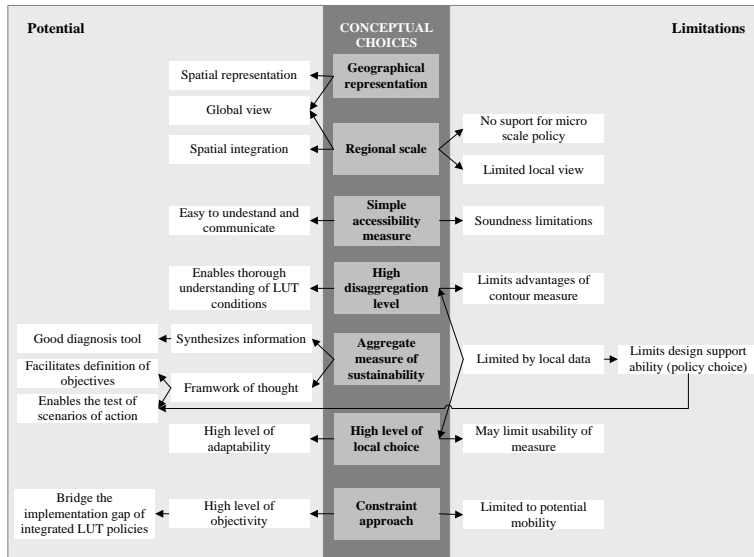 Potential
CONCEPTUAL
CHOICES
Limitations
Geographical
representation
Spatial representation
Global view
Spatial integration
Regional scale
No suport for micro
scale policy
Limited local view
Easy to undestand and
communicate
Simple
accessibility
measure
Soundness limitations
Enables thorough
understanding of LUT
conditions
High
disaggregation
level
Limits advantages of
contour measure
Good diagnosis tool
Synthesizes information
Facilitates definition of
objectives
Framwork of thought
Enables the test of
scenarios of action
Aggregate
measure of
sustainability
Limited by local data
Limits design support
ability (policy choice)
High level of
adaptability
High level of
local choice
May limit usability of
measure
Bridge the
implementation gap of
integrated LUT policies
High level of
objectivity
Constraint
approach
Limited to potential
mobility